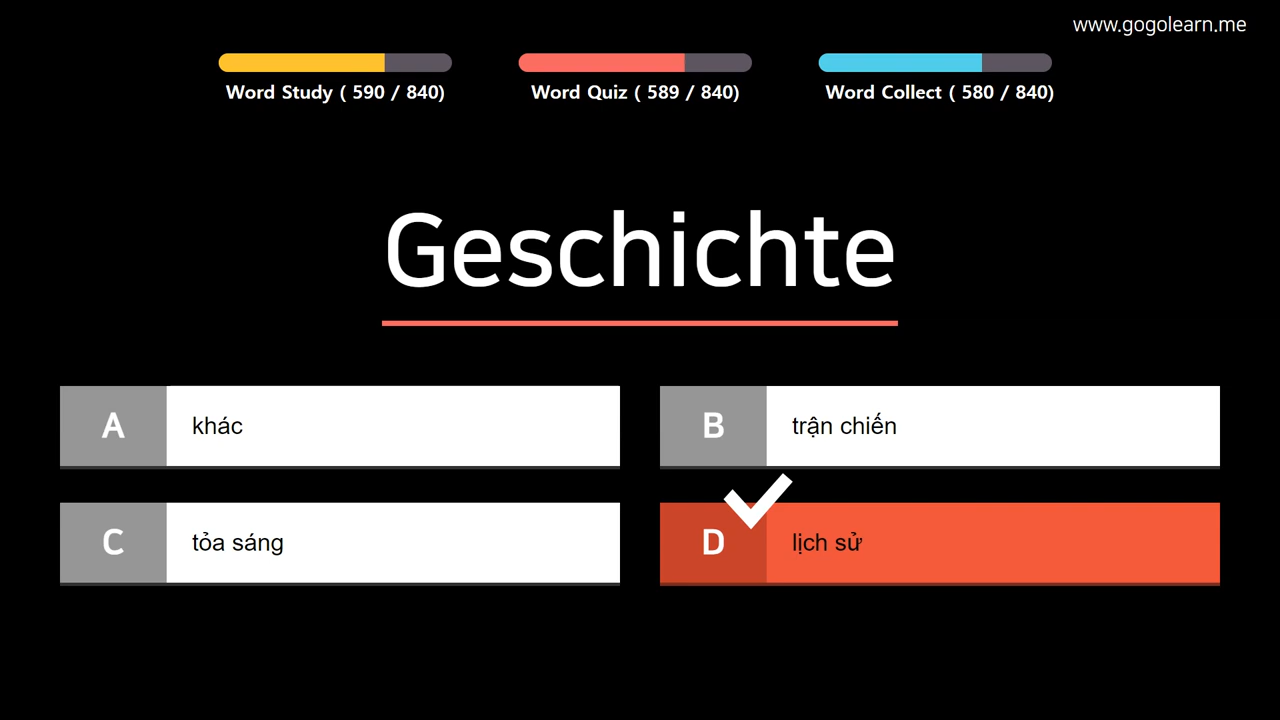 www.gogolearn.me
Word Study ( 590 / 840)
Word Quiz ( 589 / 840)
Word Collect ( 580 / 840)
Geschichte
A khác
B trận chiến
C tỏa sáng
D lịch sử